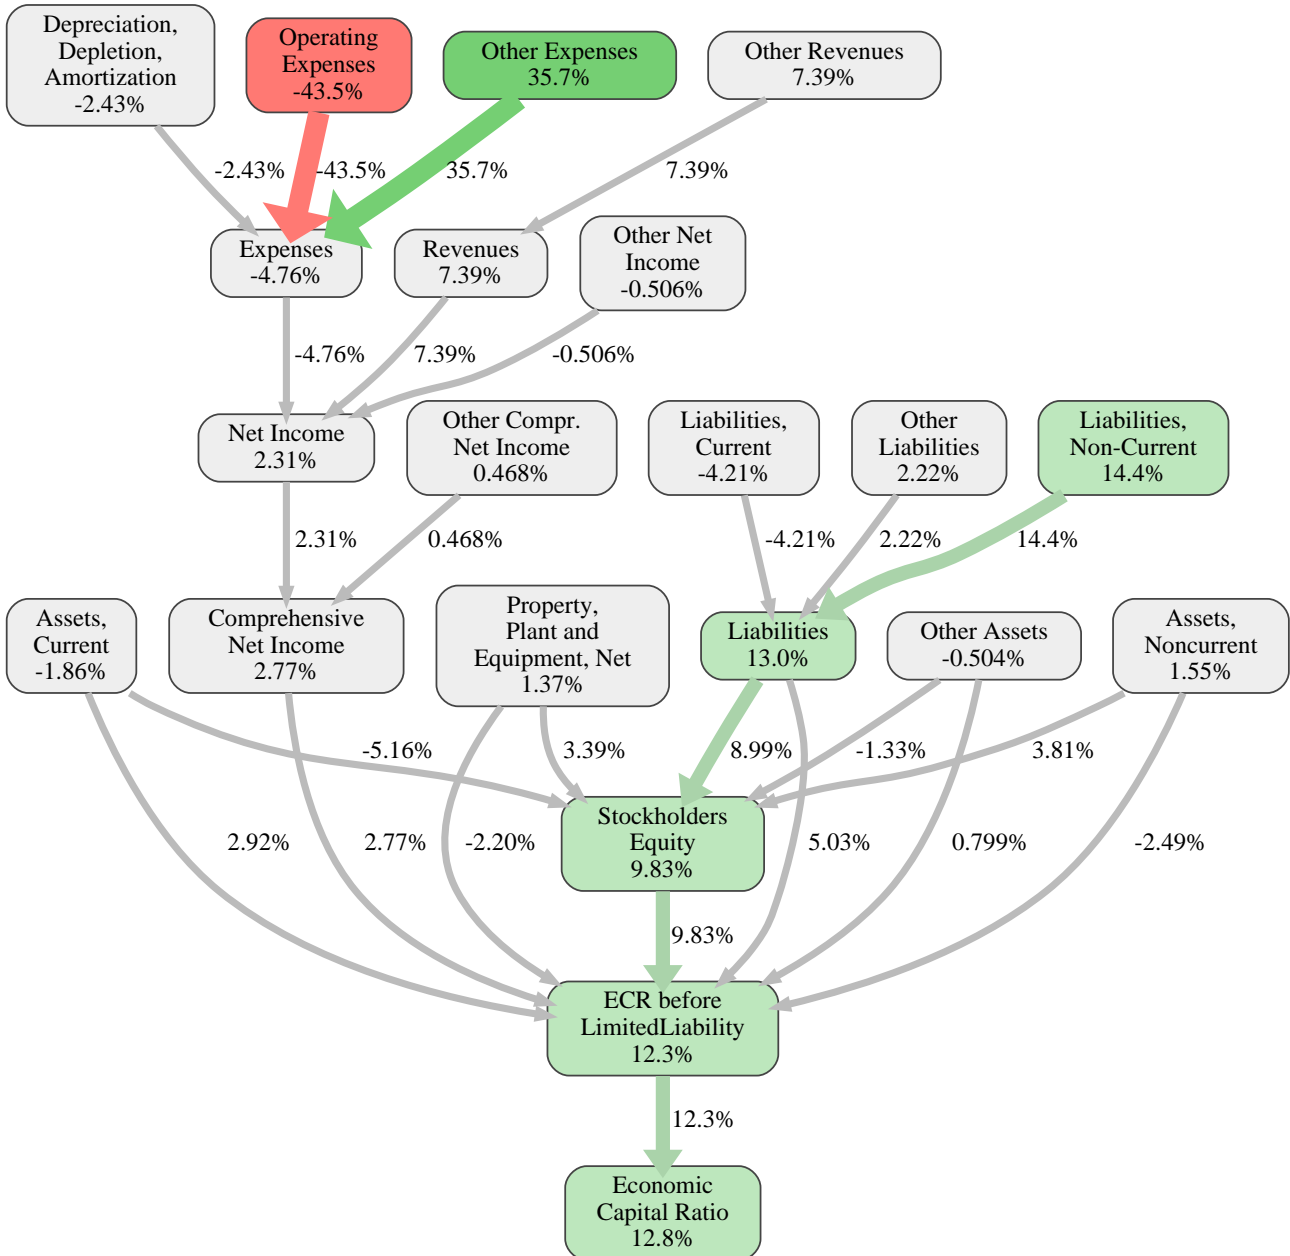 Depreciation,
Depletion,
Amortization
-2.43%
Operating
Expenses
-43.5%
Other Expenses
35.7%
Other Revenues
7.39%
-2.43%
-43.5%
35.7%
7.39%
Expenses
-4.76%
Revenues
7.39%
Other Net
Income
-0.506%
-4.76%
7.39%
-0.506%
Net Income
2.31%
Other Compr.
Net Income
0.468%
Liabilities,
Current
-4.21%
Other
Liabilities
2.22%
Liabilities,
Non-Current
14.4%
2.31%
0.468%
-4.21%
2.22%
14.4%
Assets,
Current
-1.86%
Comprehensive
Net Income
2.77%
Property,
Plant and
Equipment, Net
1.37%
Liabilities
13.0%
Other Assets
-0.504%
Assets,
Noncurrent
1.55%
-5.16%
3.39%
8.99%
-1.33%
3.81%
Stockholders
Equity
9.83%
2.92%
2.77%
-2.20%
5.03%
0.799%
-2.49%
9.83%
ECR before
LimitedLiability
12.3%
12.3%
Economic
Capital Ratio
12.8%